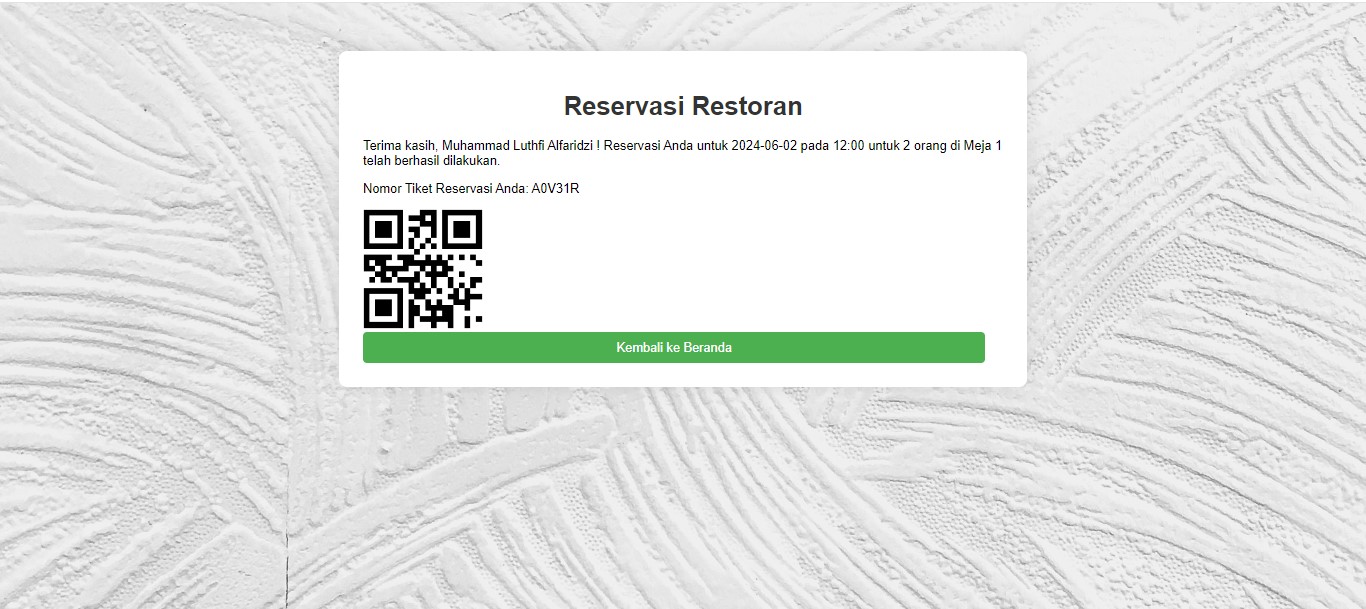 Reservasi Restoran
Terima kasih, Muhammad Luthfi Alfaridzi ! Reservasi Anda untuk 2024-06-02 pada 12:00 untuk 2 orang di Meja 1
telah berhasil dilakukan.
Nomor Tiket Reservasi Anda: A0V31R
Kembali ke Beranda